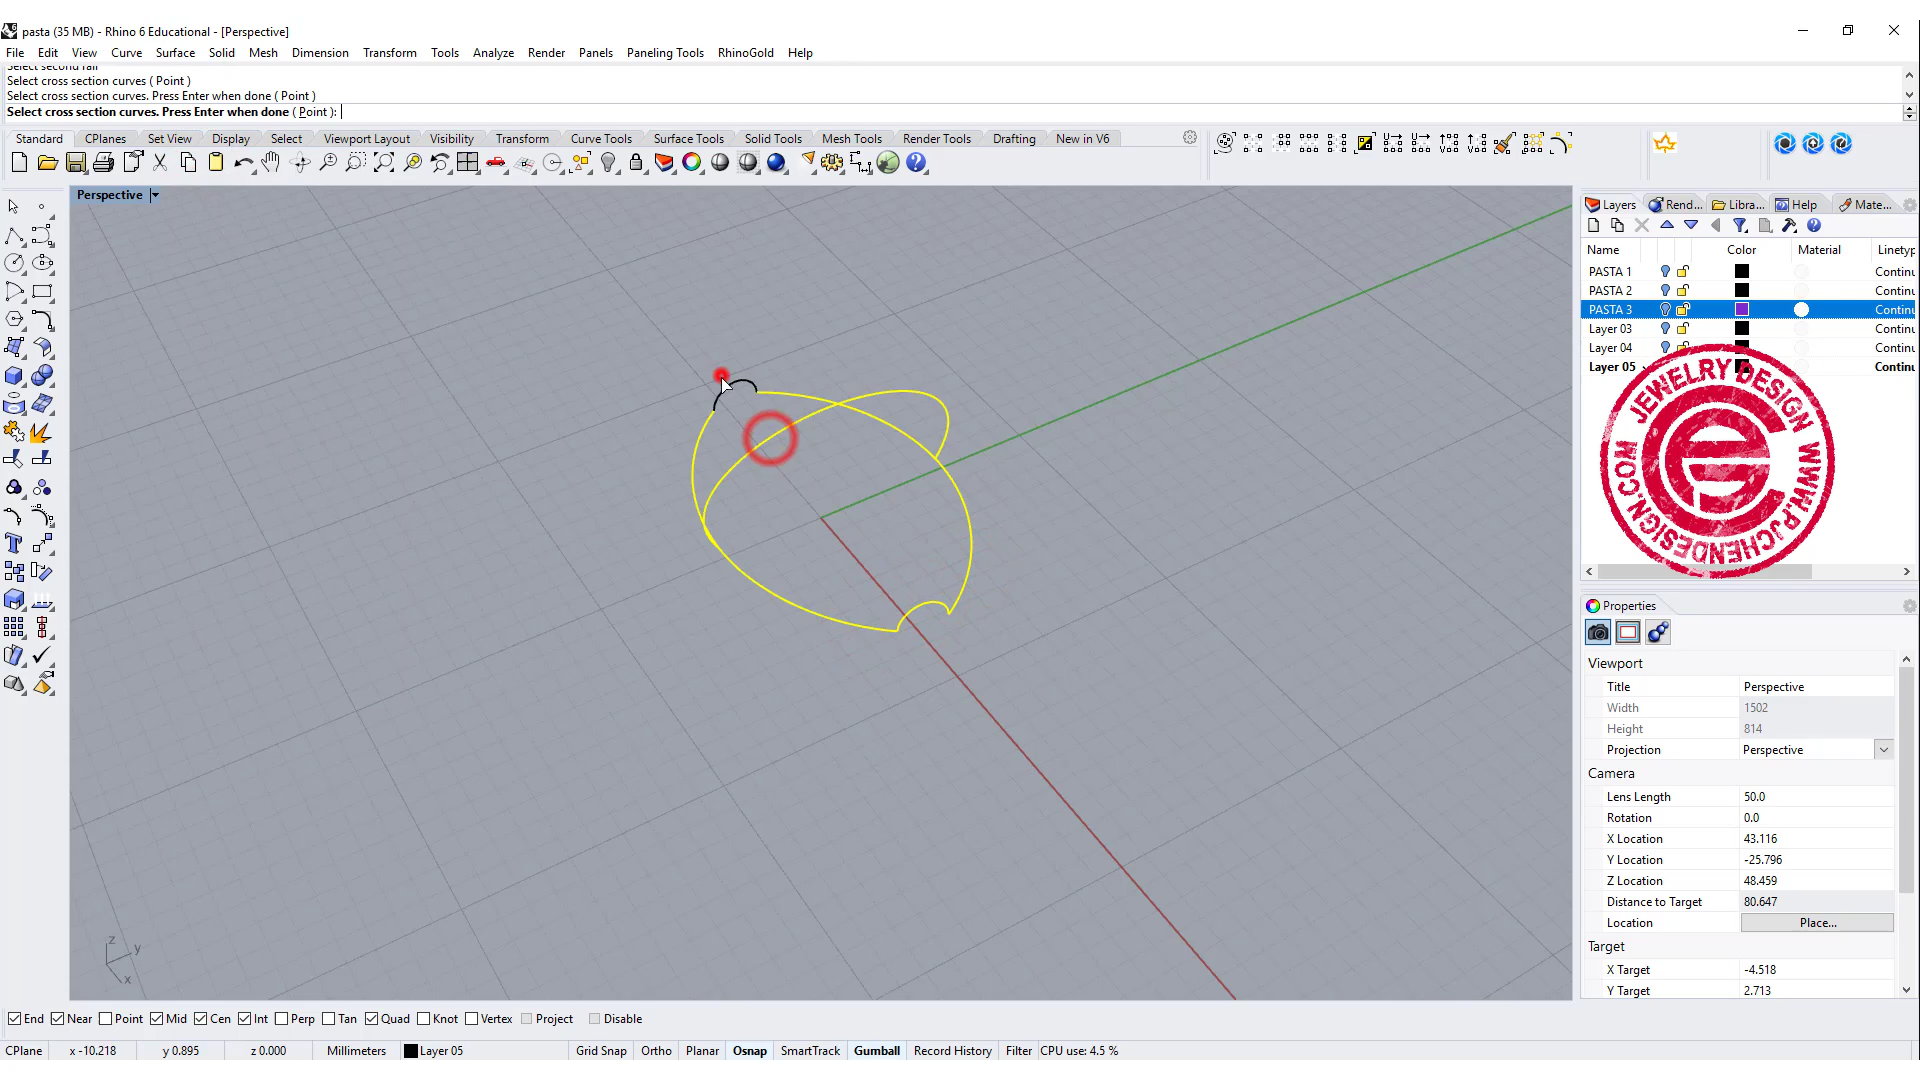 pasta (35 MB) - Rhino 6 Educational - [Perspective]
File Edit View Curve Surface Solid Mesh Dimension Transform Tools Analyze Render Panels Paneling Tools RhinoGold Help
Select second rail
Select cross section curves ( Point )
Select cross section curves. Press Enter when done ( Point )
Select cross section curves. Press Enter when done ( Point ):
Standard CPlanes Set View Display Select Viewport Layout Visibility Transform Curve Tools Surface Tools Solid Tools Mesh Tools Render Tools Drafting New in V6
Perspective
Layers Rend... Libra... Help Mate...
Name Color Material Linetyp
PASTA 1 Continu
PASTA 2 Continu
PASTA 3 Continu
Layer 03 Continu
Layer 04 Continu
Layer 05 Continu
JEWELRY DESIGN WWW.PJCHENDESIGN.COM
Properties
Viewport
Title Perspective
Width 1502
Height 814
Projection Perspective
Camera
Lens Length 50.0
Rotation 0.0
X Location 43.116
Y Location -25.796
Z Location 48.459
Distance to Target 80.647
Location Place...
Target
X Target -4.518
Y Target 2.713
z
y
x
End Near Point Mid Cen Int Perp Tan Quad Knot Vertex Project Disable
CPlane x -10.218 y 0.895 z 0.000 Millimeters Layer 05 Grid Snap Ortho Planar Osnap SmartTrack Gumball Record History Filter CPU use: 4.5 %